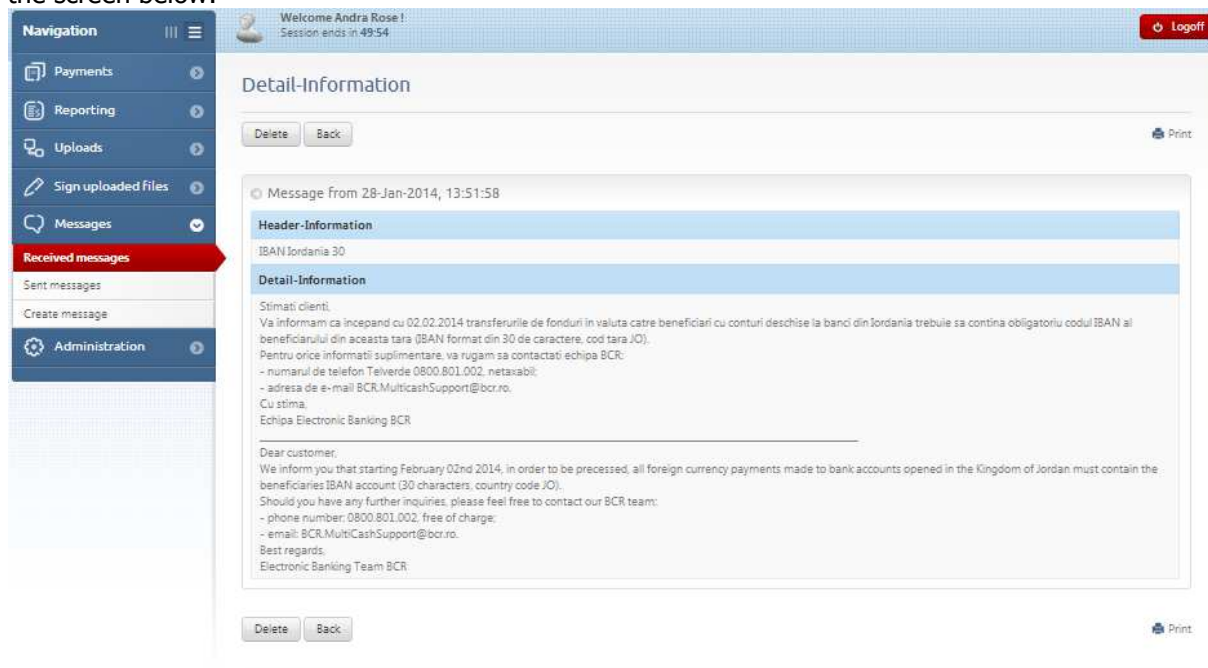 the screen below.
Navigation
Payments
Reporting
Uploads
Sign uploaded files
Messages
Received messages
Sent messages
Create message
Administration
Welcome Andra Rose !
Session ends in 49:54
Logoff
Detail-Information
Delete Back Print
Message from 28-Jan-2014, 13:51:58
Header-Information
IBAN Iordania 30
Detail-Information
Stimati clienti,
Va informam ca incepand cu 02.02.2014 transferurile de fonduri in valuta catre beneficiari cu conturi deschise la banci din Iordania trebuie sa contina obligatoriu codul IBAN al
beneficiarului din aceasta tara (IBAN format din 30 de caractere, cod tara JO).
Pentru orice informatii suplimentare, va rugam sa contactati echipa BCR:
- numarul de telefon Telverde 0800.801.002, netaxabil;
- adresa de e-mail BCR.MulticashSupport@bcr.ro.
Cu stima,
Echipa Electronic Banking BCR
Dear customer,
We inform you that starting February 02nd 2014, in order to be precessed, all foreign currency payments made to bank accounts opened in the Kingdom of Jordan must contain the
beneficiaries IBAN account (30 characters, country code JO).
Should you have any further inquiries, please feel free to contact our BCR team:
- phone number: 0800.801.002, free of charge;
- email: BCR.MultiCashSupport@bcr.ro.
Best regards,
Electronic Banking Team BCR
Delete Back Print